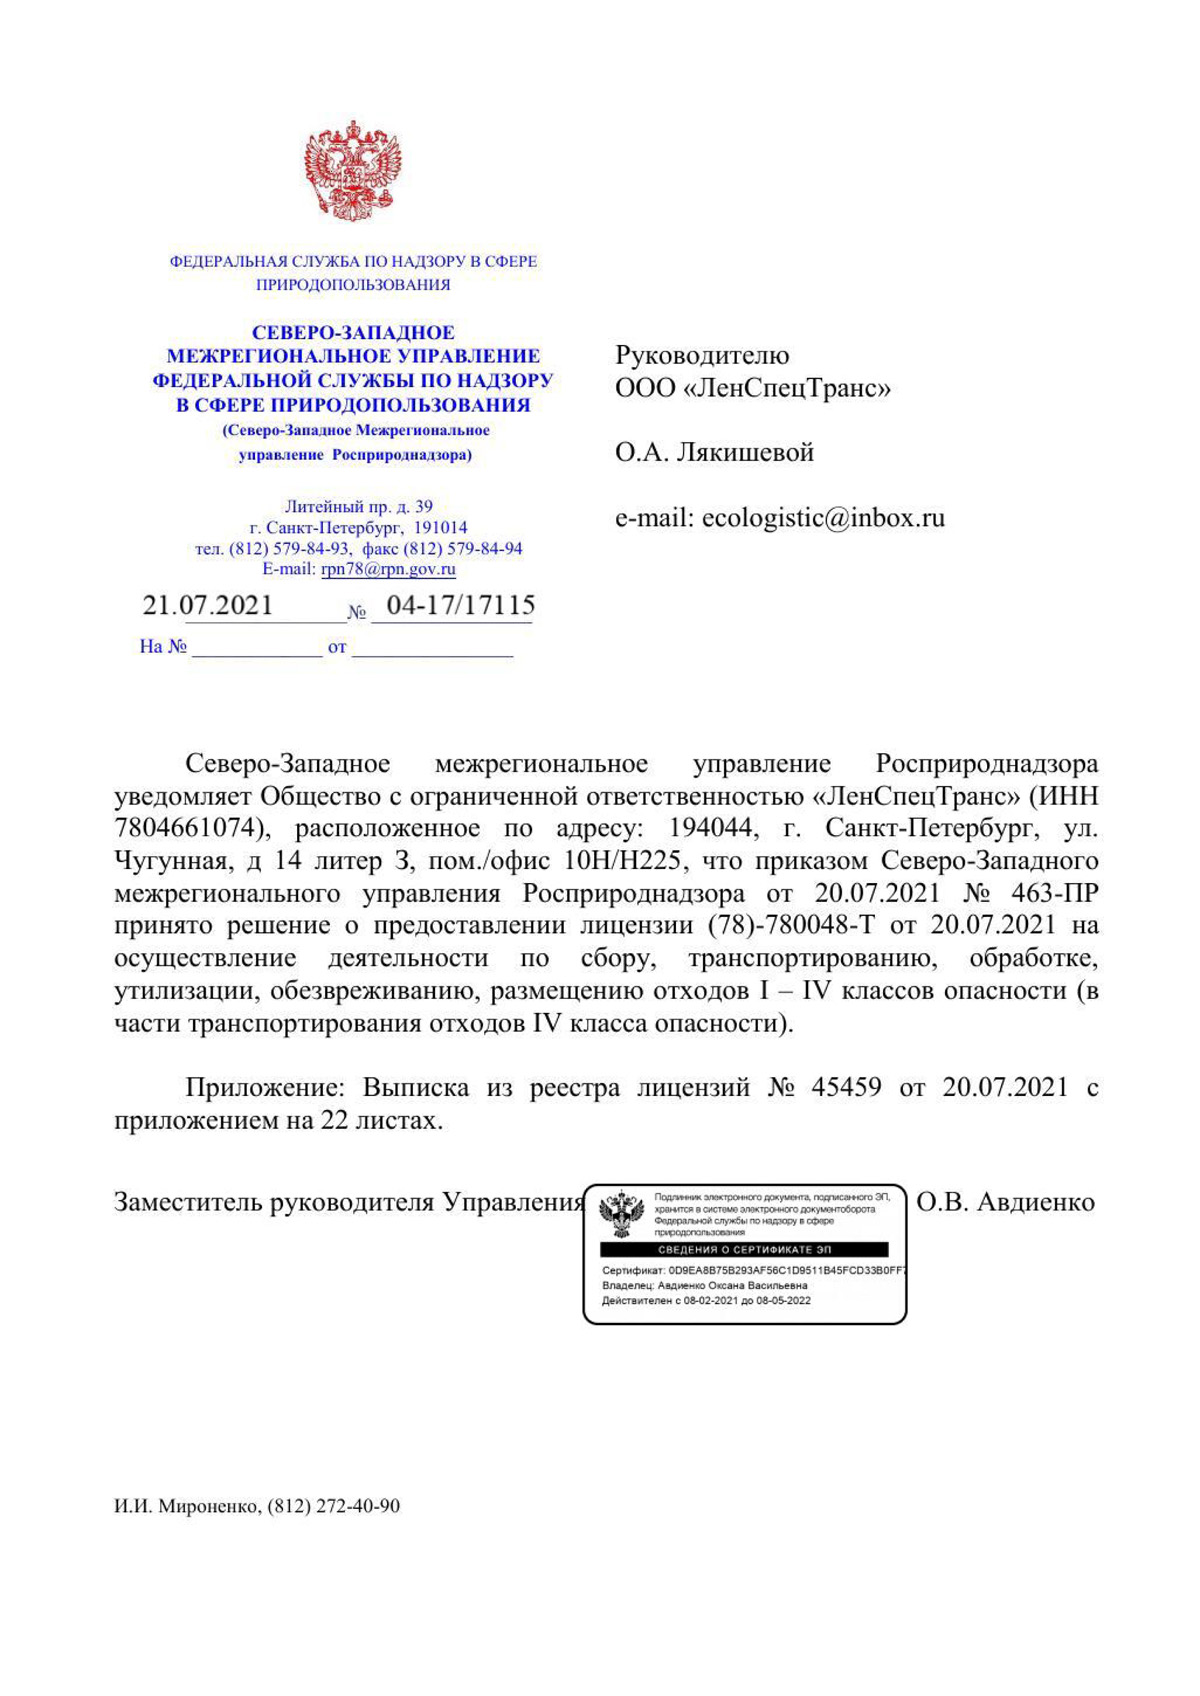 ФЕДЕРАЛЬНАЯ СЛУЖБА ПО НАДЗОРУ В СФЕРЕ
ПРИРОДОПОЛЬЗОВАНИЯ
СЕВЕРО-ЗАПАДНОЕ
МЕЖРЕГИОНАЛЬНОЕ УПРАВЛЕНИЕ
ФЕДЕРАЛЬНОЙ СЛУЖБЫ ПО НАДЗОРУ
В СФЕРЕ ПРИРОДОПОЛЬЗОВАНИЯ
(Северо-Западное Межрегиональное
управление Росприроднадзора)
Литейный пр. д. 39
г. Санкт-Петербург, 191014
тел. (812) 579-84-93, факс (812) 579-84-94
E-mail: rpn78@rpn.gov.ru
21.07.2021 № 04-17/17115
На № _____________ от ________________
Руководителю
ООО «ЛенСпецТранс»
О.А. Лякишевой
e-mail: ecologistic@inbox.ru
Северо-Западное межрегиональное управление Росприроднадзора
уведомляет Общество с ограниченной ответственностью «ЛенСпецТранс» (ИНН
7804661074), расположенное по адресу: 194044, г. Санкт-Петербург, ул.
Чугунная, д 14 литер З, пом./офис 10Н/Н225, что приказом Северо-Западного
межрегионального управления Росприроднадзора от 20.07.2021 № 463-ПР
принято решение о предоставлении лицензии (78)-780048-Т от 20.07.2021 на
осуществление деятельности по сбору, транспортированию, обработке,
утилизации, обезвреживанию, размещению отходов I – IV классов опасности (в
части транспортирования отходов IV класса опасности).
Приложение: Выписка из реестра лицензий № 45459 от 20.07.2021 с
приложением на 22 листах.
Заместитель руководителя Управления
Подлинник электронного документа, подписанного ЭП,
хранится в системе электронного документооборота
Федеральной службы по надзору в сфере
природопользования
СВЕДЕНИЯ О СЕРТИФИКАТЕ ЭП
Сертификат: 0D9EA8B75B293AF56C1D9511B45FCD33B0FF7
Владелец: Авдиенко Оксана Васильевна
Действителен с 08-02-2021 до 08-05-2022
О.В. Авдиенко
И.И. Мироненко, (812) 272-40-90